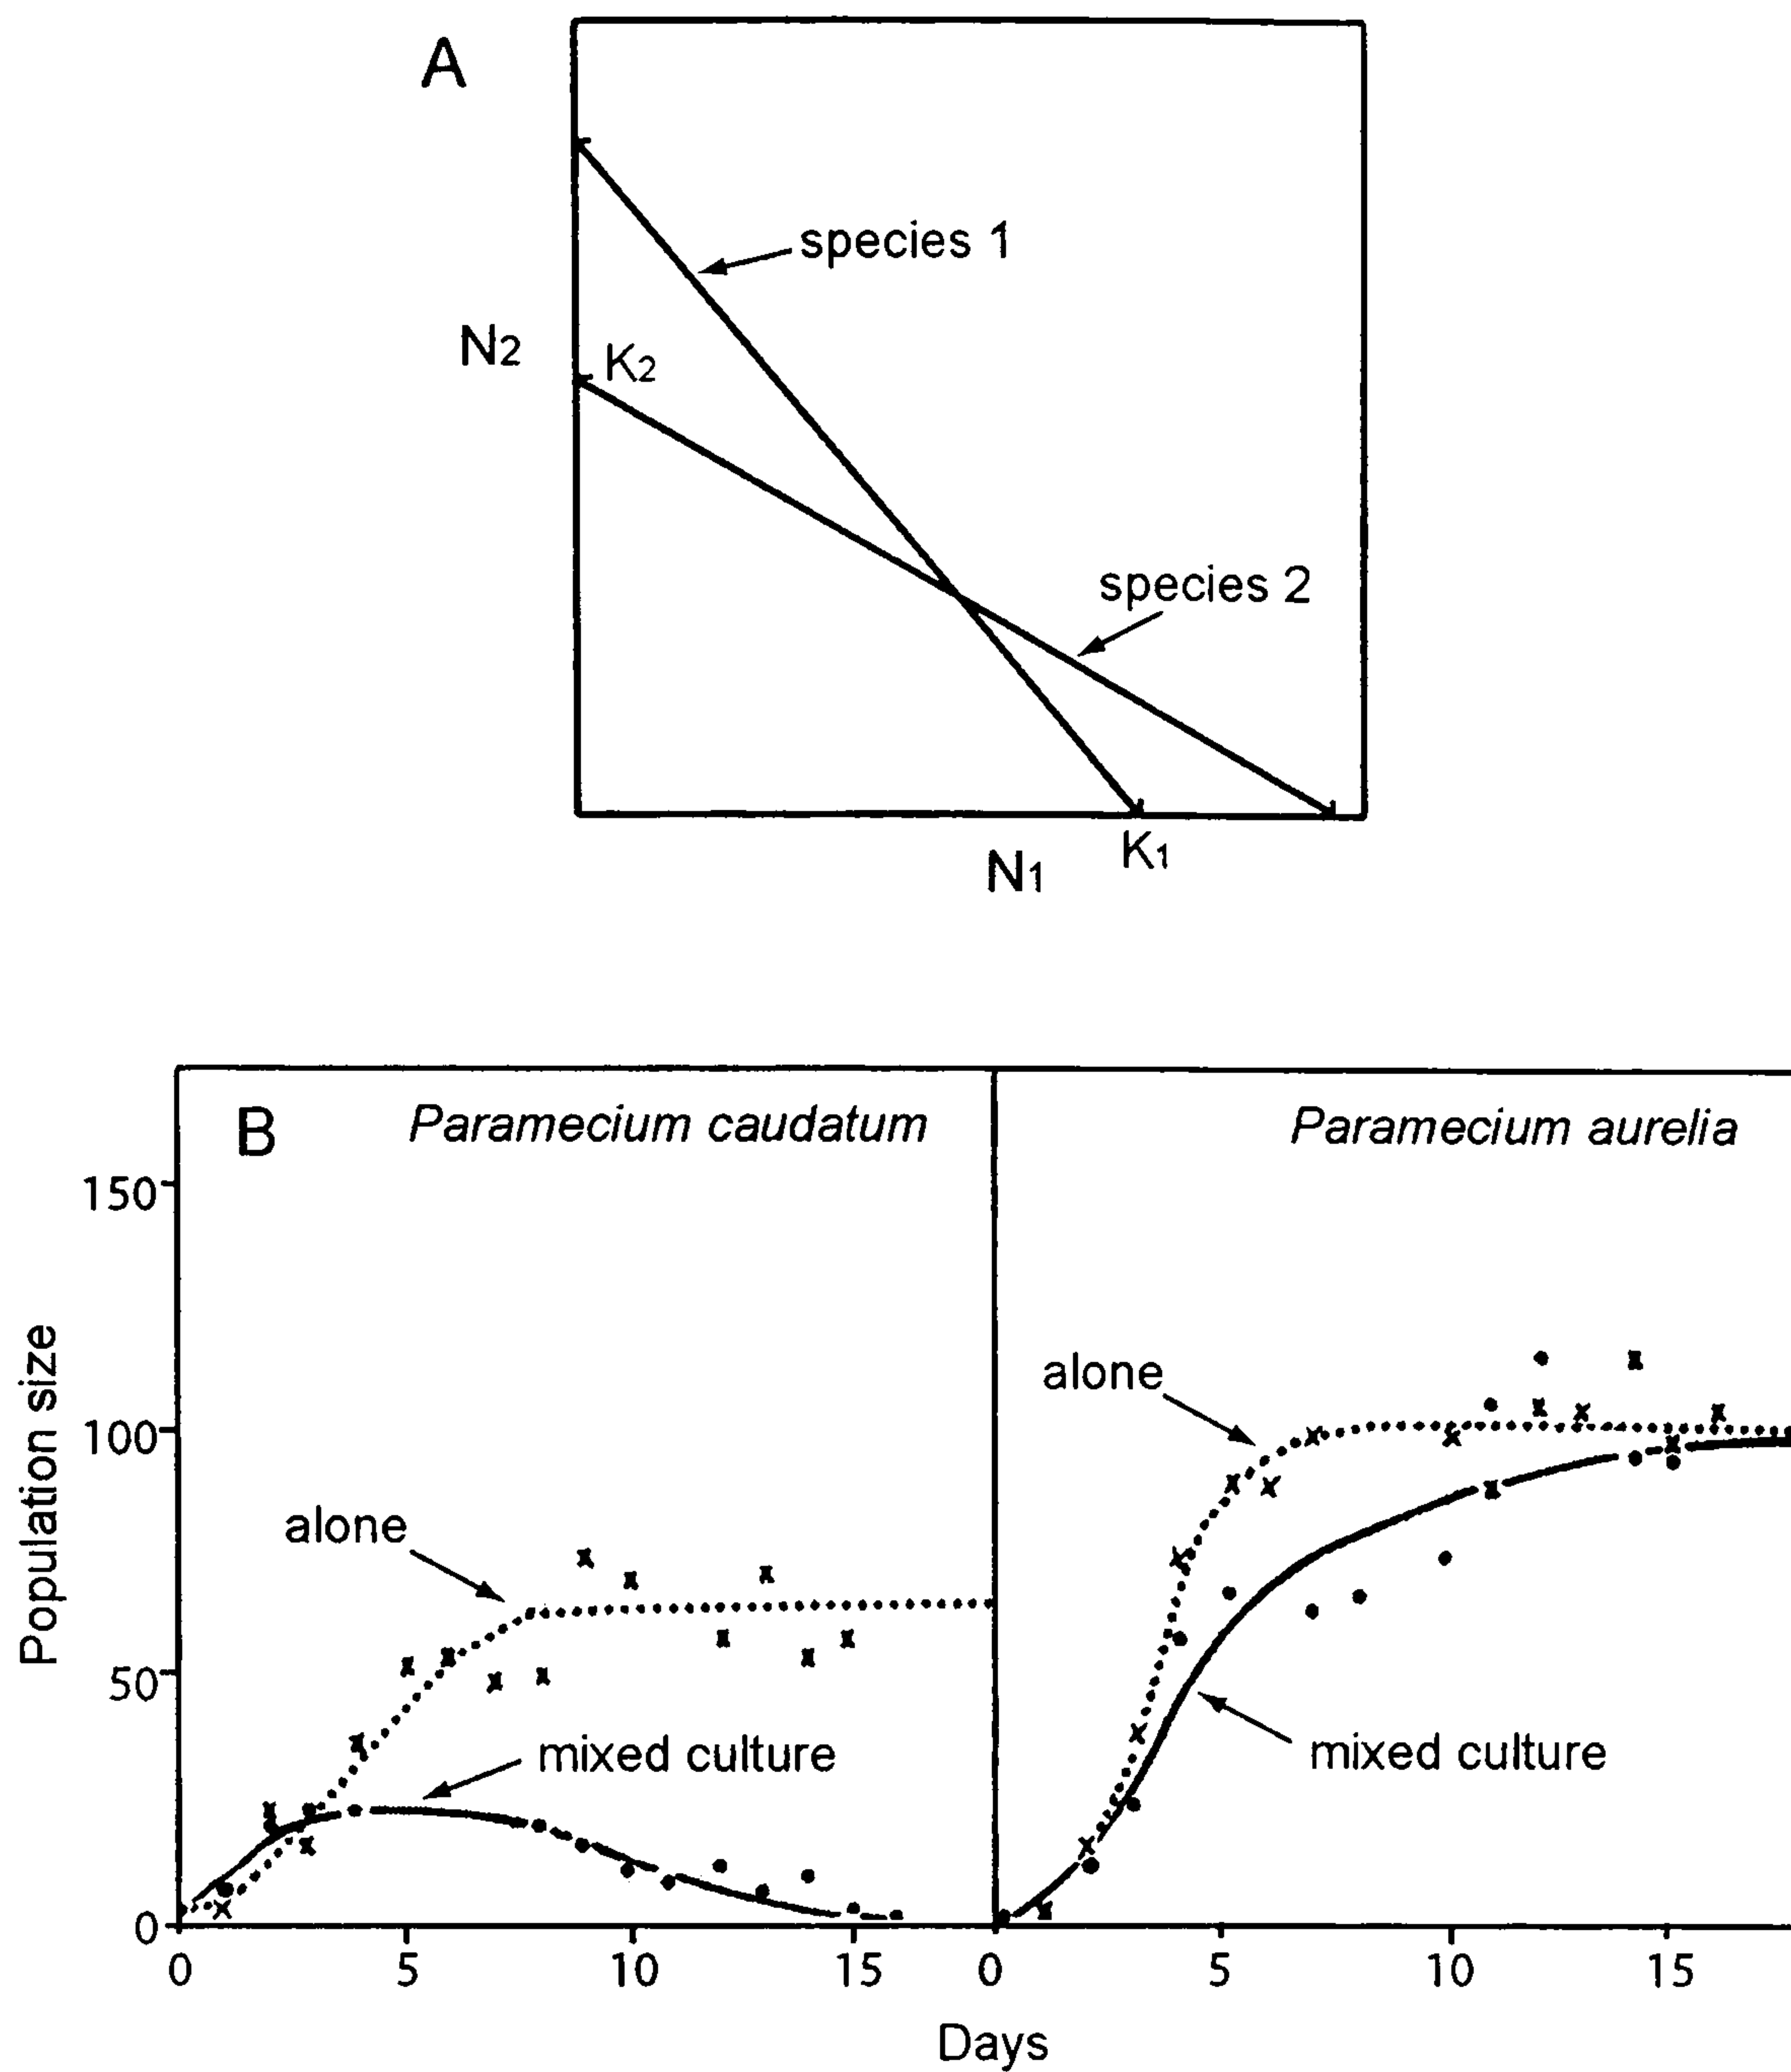 A
species 1
N2
K2
species 2
K1
N1
B
Paramecium caudatum
Paramecium aurelia
150
100
50
0
Population size
alone
mixed culture
alone
mixed culture
0
5
10
15
0
5
10
15
Days